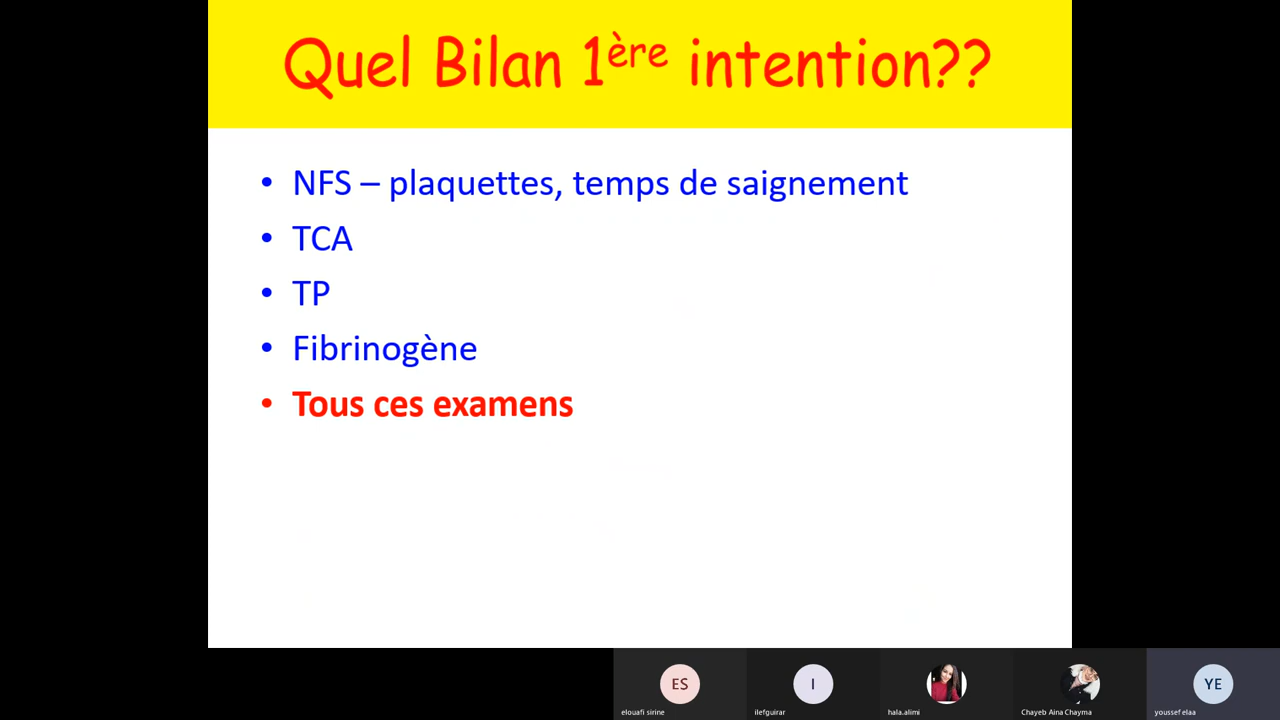 Quel Bilan 1ère intention??
• NFS – plaquettes, temps de saignement
• TCA
• TP
• Fibrinogène
• Tous ces examens
ES
I
YE
elouafi sirine
ilefguirar
hala.alimi
Chayeb Aina Chayma
youssef elaa